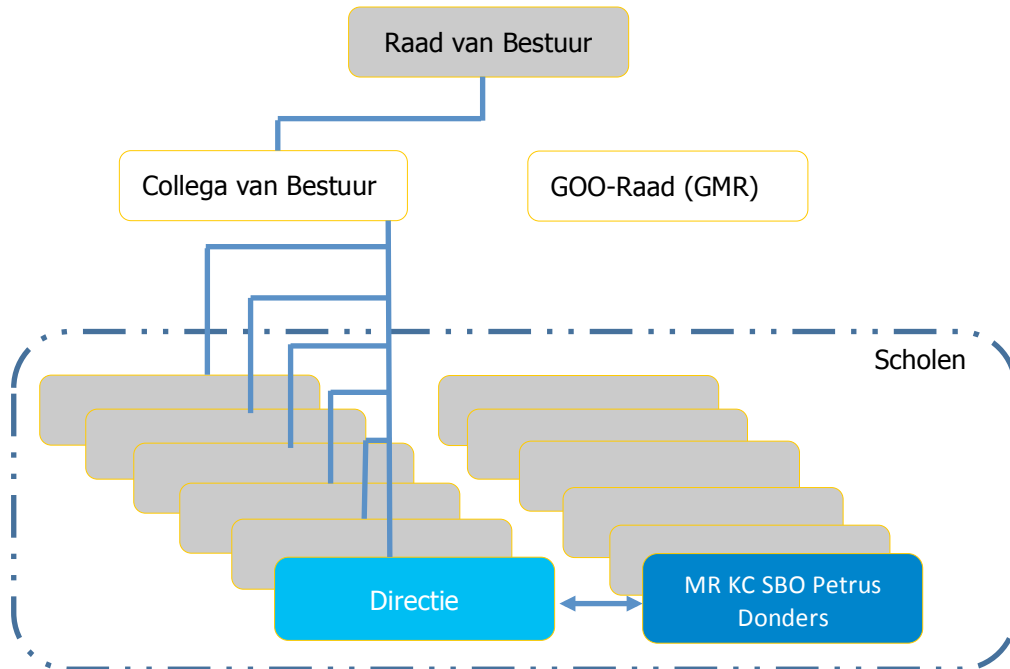 Raad van Bestuur
Collega van Bestuur
GOO-Raad (GMR)
Scholen
Directie
MR KC SBO Petrus
Donders